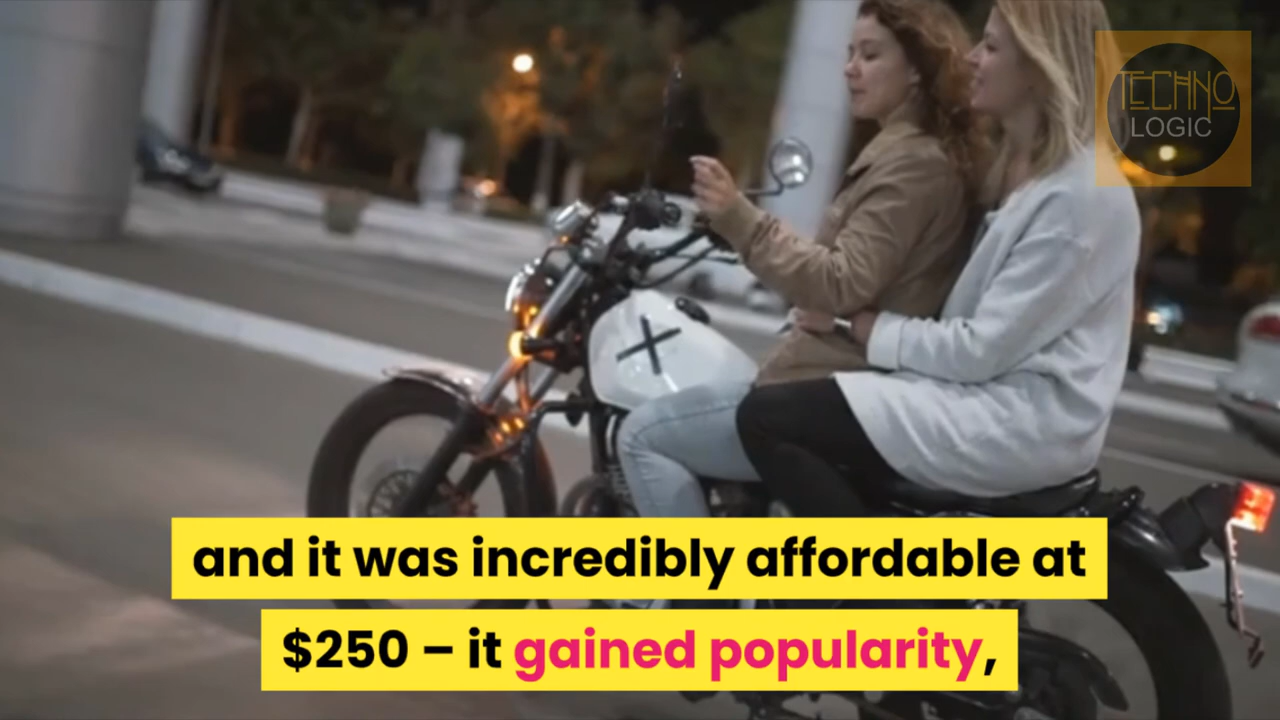 TECHNO
LOGIC
and it was incredibly affordable at
$250 – it gained popularity,